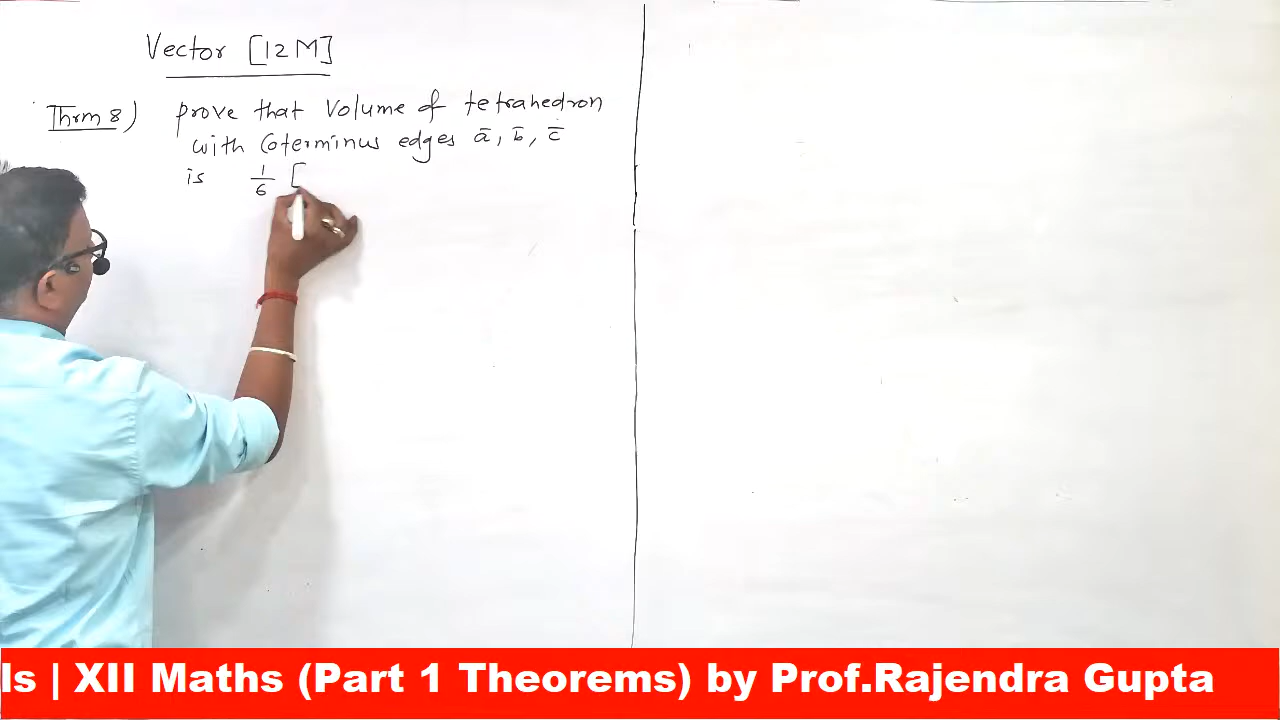 Vector [12M]
Thrm 8) prove that Volume of tetrahedron
with Coterminus edges a̅, b̅, c̅
is 1/6 [
ls | XII Maths (Part 1 Theorems) by Prof.Rajendra Gupta